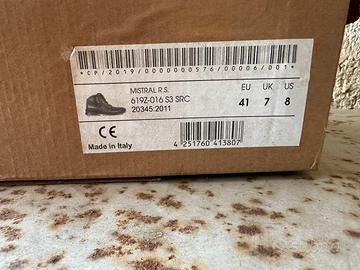 *CP/2019/0000000576/00006/001*
MISTRAL R.S.
619Z-016 S3 SRC
20345:2011
EU UK US
41 7 8
CE
Made in Italy
4 251760 413807